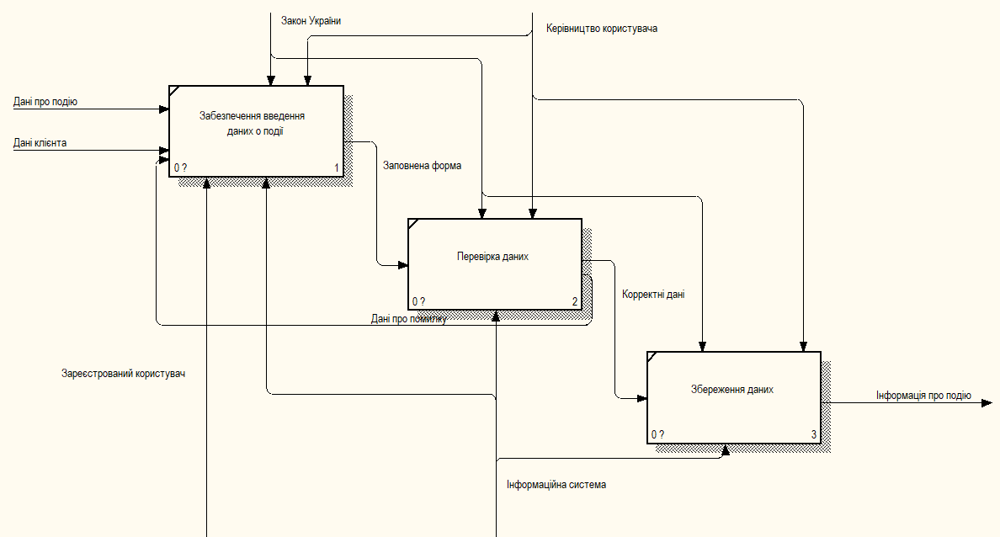 Закон України
Керівництво користувача
Дані про подію
Забезпечення введення
даних о події
Дані клієнта
0 ?
1
Заповнена форма
Перевірка даних
0 ?
2
Корректні дані
Дані про помилку
Зареєстрований користувач
Збереження даних
Інформація про подію
0 ?
3
Інформаційна система